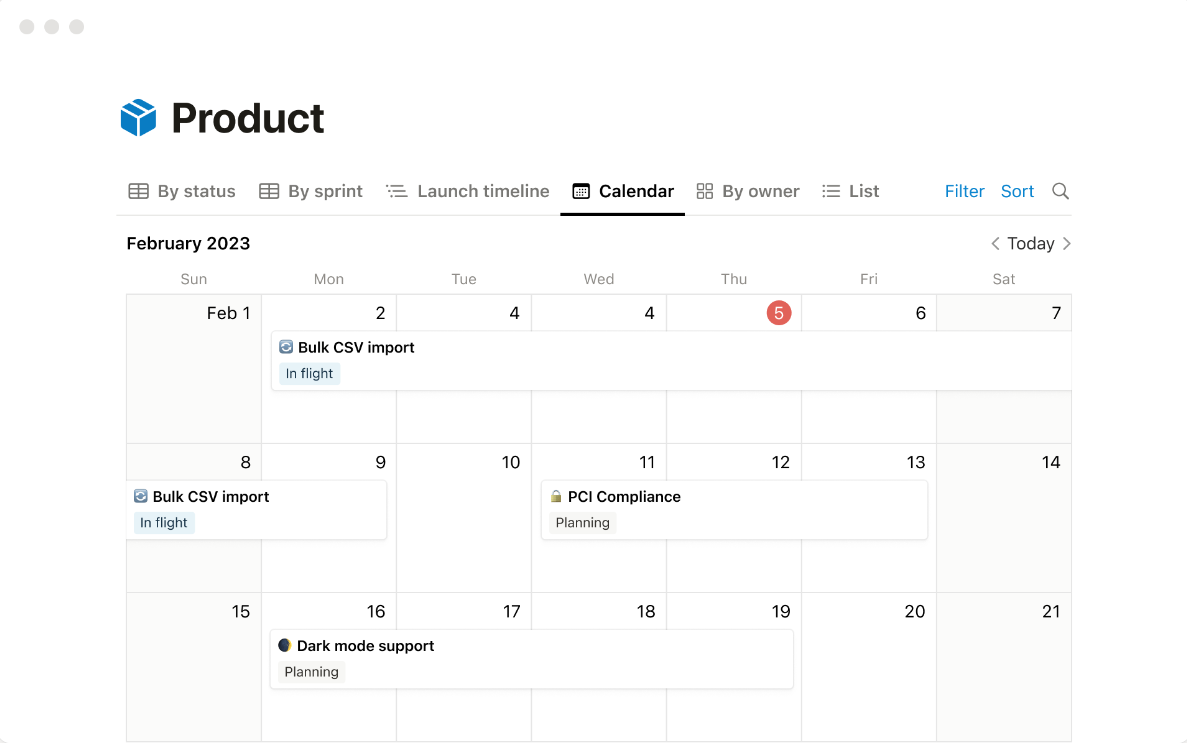 Product
By status By sprint Launch timeline Calendar By owner List Filter Sort
February 2023 Today
Sun Mon Tue Wed Thu Fri Sat
Feb 1 2 4 4 5 6 7
Bulk CSV import
In flight
8 9 10 11 12 13 14
Bulk CSV import PCI Compliance
In flight Planning
15 16 17 18 19 20 21
Dark mode support
Planning